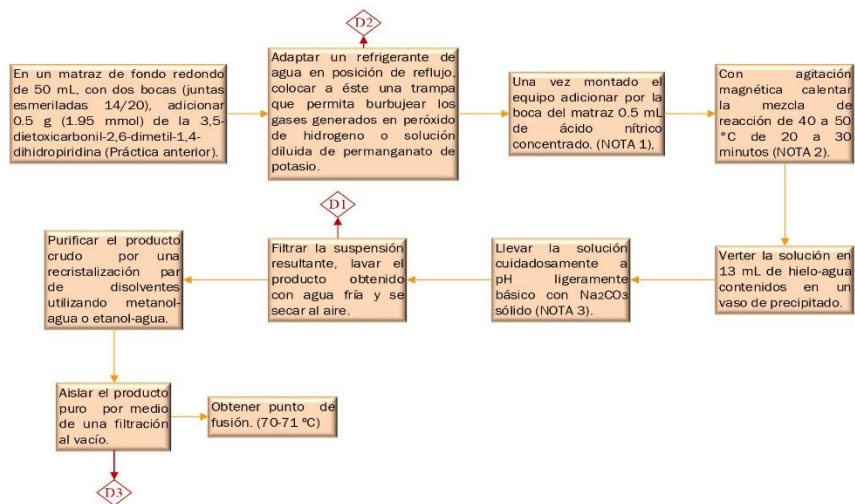 D2
En un matraz de fondo redondo
de 50 mL, con dos bocas (juntas
esmeriladas 14/20), adicionar
0.5 g (1.95 mmol) de la 3,5-
dietoxicarbonil-2,6-dimetil-1,4-
dihidropiridina (Práctica anterior).
Adaptar un refrigerante de
agua en posición de reflujo,
colocar a éste una trampa
que permita burbujear los
gases generados en peróxido
de hidrogeno o solución
diluida de permanganato de
potasio.
Una vez montado el
equipo adicionar por la
boca del matraz 0.5 mL
de ácido nítrico
concentrado. (NOTA 1),
Con agitación
magnética calentar
la mezcla de
reacción de 40 a 50
°C de 20 a 30
minutos (NOTA 2).
Verter la solución en
13 mL de hielo-agua
contenidos en un
vaso de precipitado.
Llevar la solución
cuidadosamente a
pH ligeramente
básico con Na2CO3
sólido (NOTA 3).
D1
Filtrar la suspensión
resultante, lavar el
producto obtenido
con agua fría y se
secar al aire.
Purificar el producto
crudo por una
recristalización par
de disolventes
utilizando metanol-
agua o etanol-agua.
Aislar el producto
puro por medio
de una filtración
al vacío.
Obtener punto de
fusión. (70-71 ºC)
D3